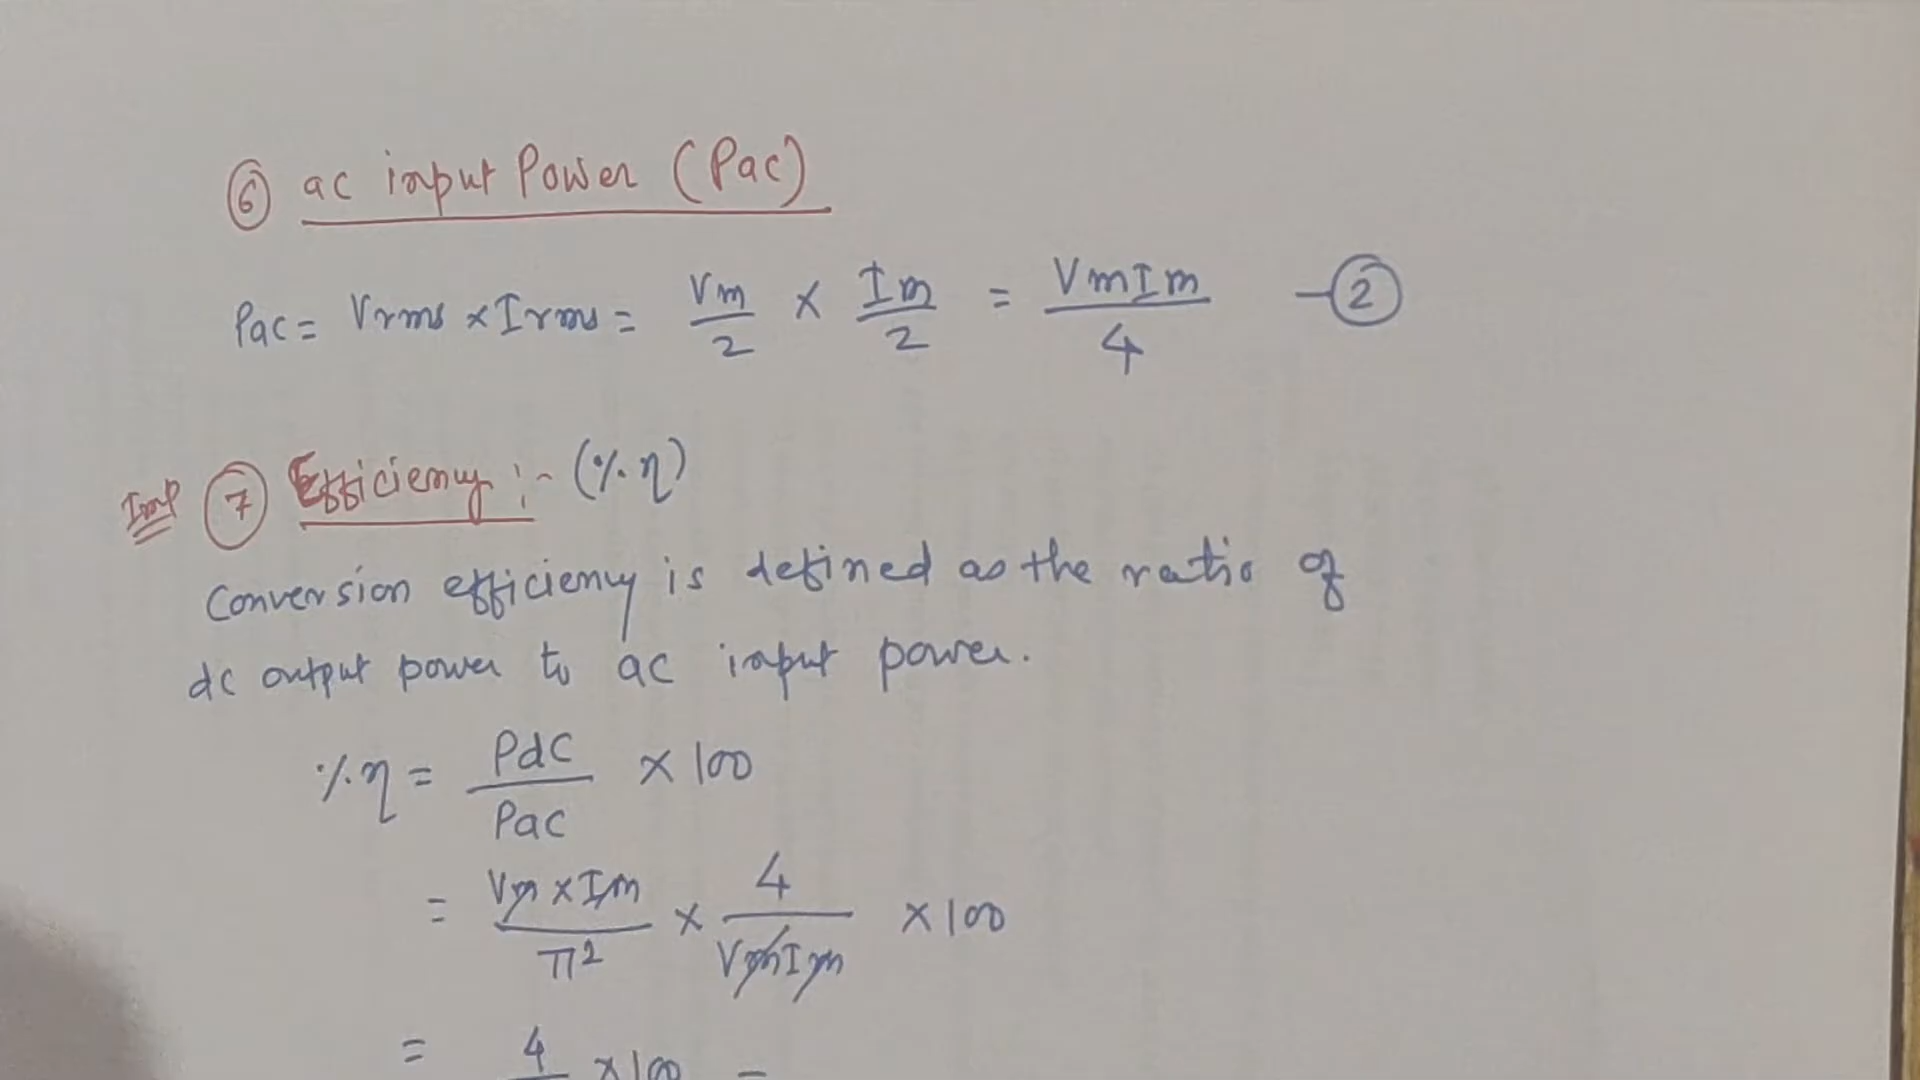 ⑥ ac input Power (Pac)
Pac = Vrms × Irms = Vm/2 × Im/2 = VmIm/4 —②
Imp ⑦ Efficiency :- (% η)
Conversion efficiency is defined as the ratio of
dc output power to ac input power.
% η = Pdc/Pac × 100
= Vm × Im/π² × 4/VmIm × 100
= 4 × 100 =